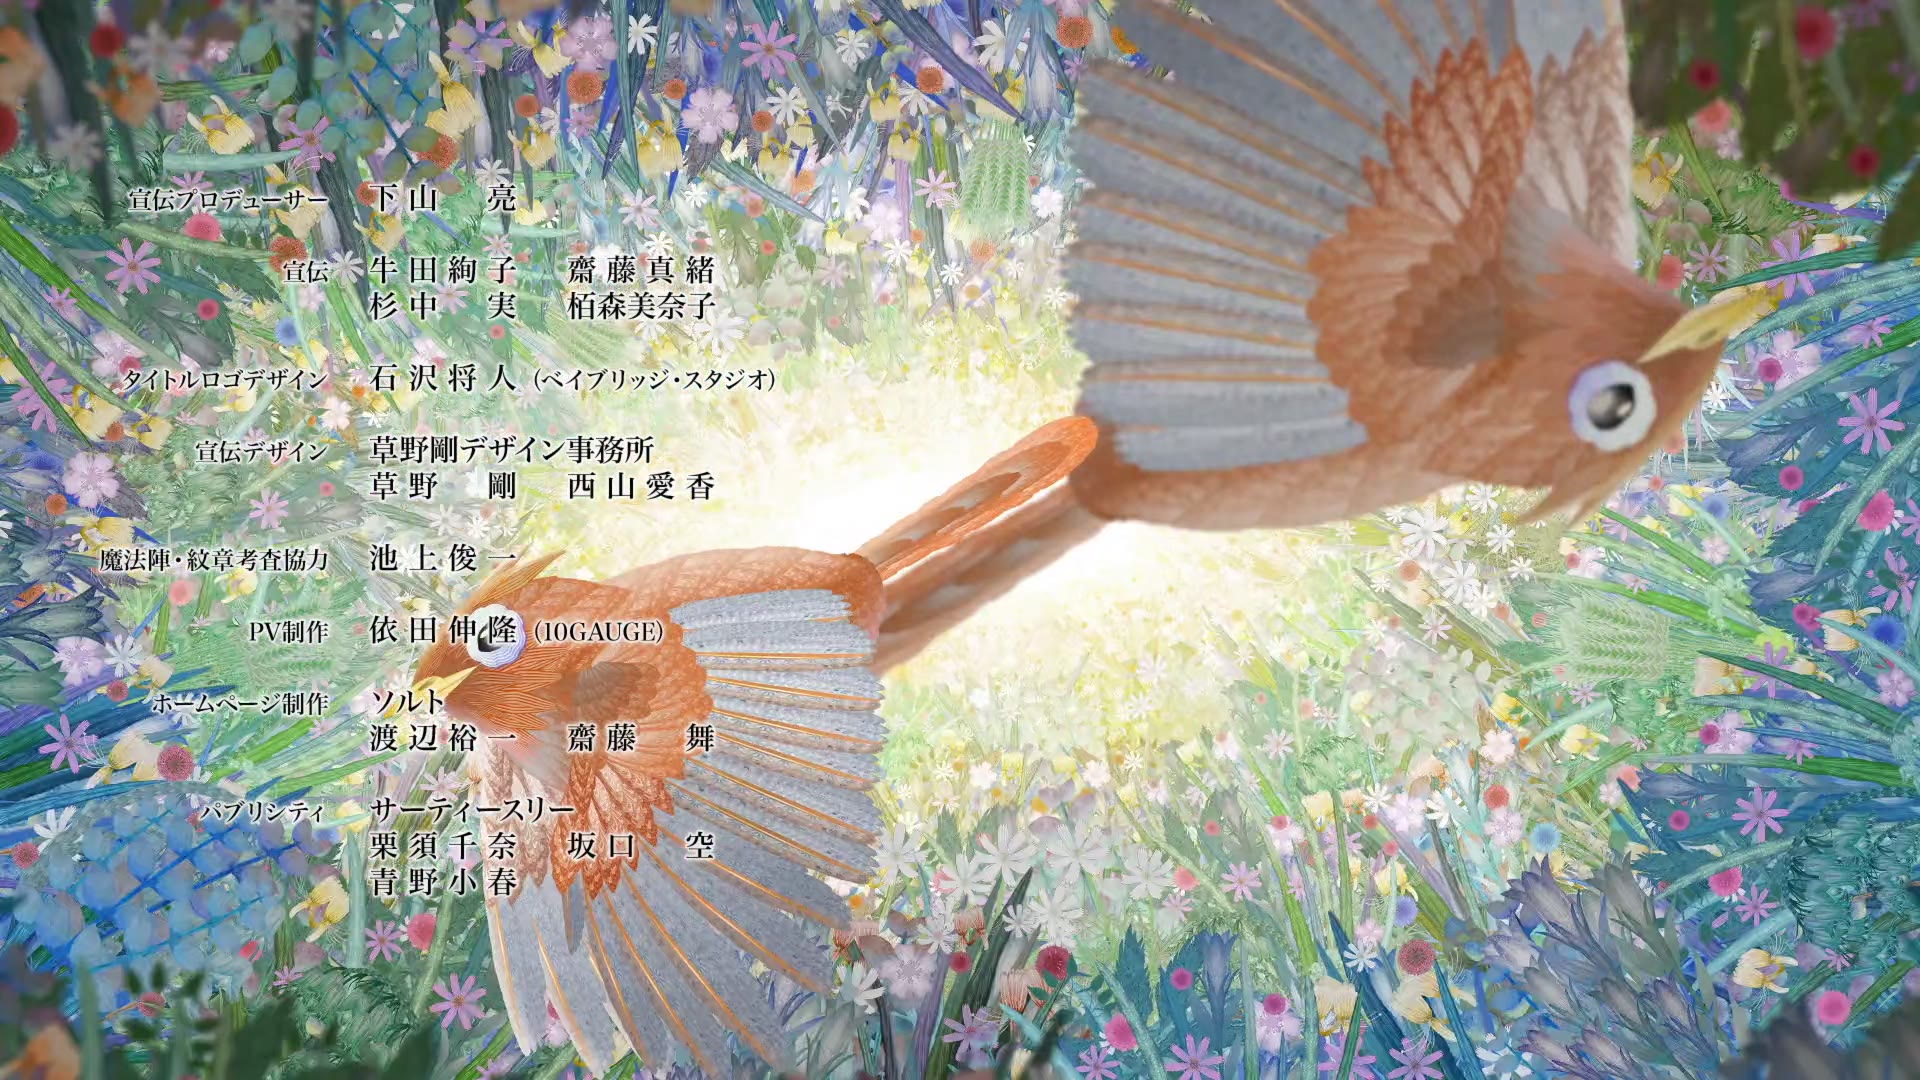 宣伝プロデューサー 下山 亮
宣伝 牛田絢子 齋藤真緒
杉中 実 栢森美奈子
タイトルロゴデザイン 石沢将人(ベイブリッジ・スタジオ)
宣伝デザイン 草野剛デザイン事務所
草野 剛 西山愛香
魔法陣・紋章考査協力 池上俊一
PV制作 依田伸隆(10GAUGE)
ホームページ制作 ソルト
渡辺裕一 齋藤 舞
パブリシティ サーティースリー
栗須千奈 坂口 空
青野小春